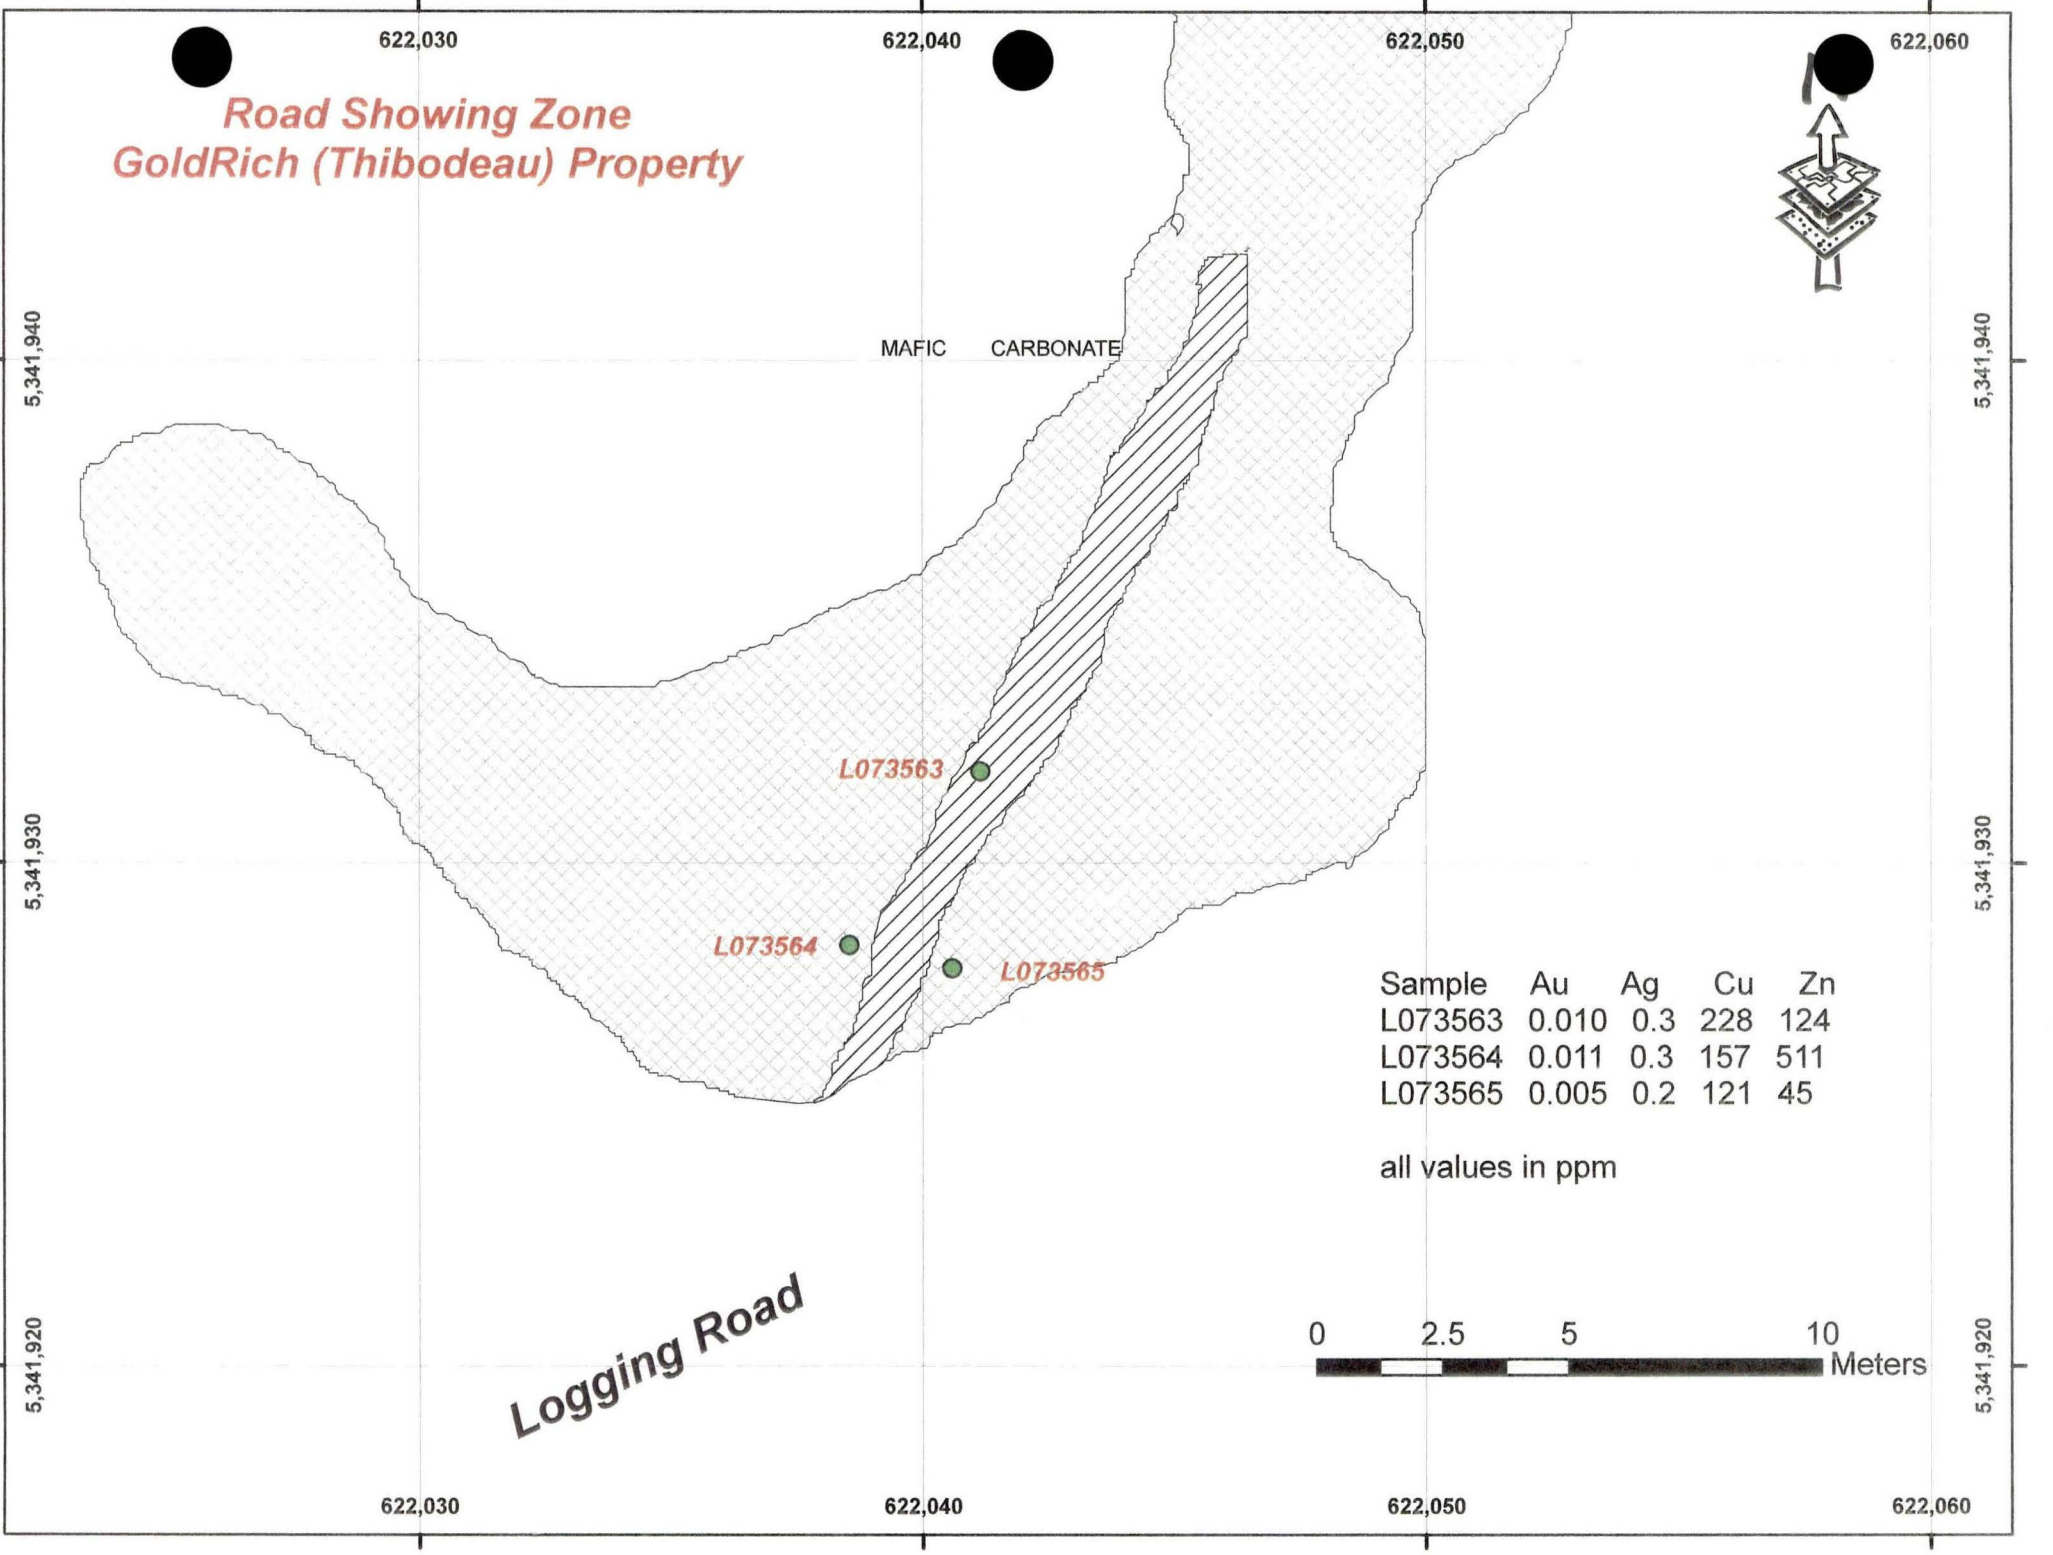 622,030 622,040 622,050 622,060
Road Showing Zone
GoldRich (Thibodeau) Property
5,341,940 5,341,940
MAFIC CARBONATE
L073563
5,341,930 5,341,930
L073564
L073565
Sample Au Ag Cu Zn
L073563 0.010 0.3 228 124
L073564 0.011 0.3 157 511
L073565 0.005 0.2 121 45
all values in ppm
Logging Road
0 2.5 5 10
Meters
5,341,920 5,341,920
622,030 622,040 622,050 622,060